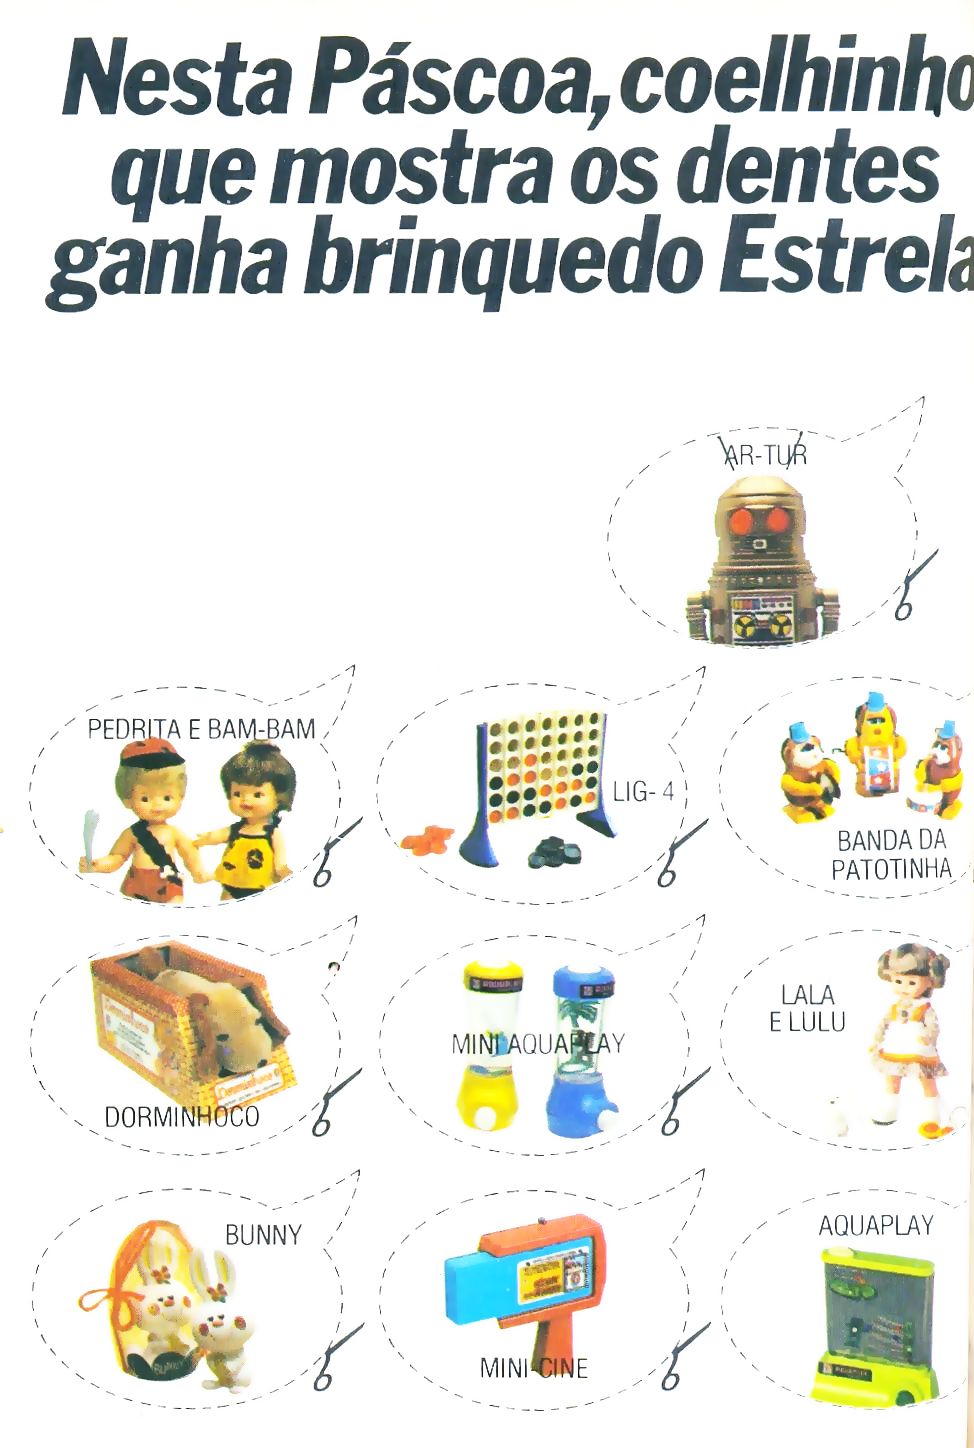 Nesta Páscoa, coelhinho
que mostra os dentes
ganha brinquedo Estrela
AR-TUR
PEDRITA E BAM-BAM
LIG-4
BANDA DA
PATOTINHA
DORMINHOCO
MINI AQUAPLAY
LALA
E LULU
BUNNY
MINI-CINE
AQUAPLAY